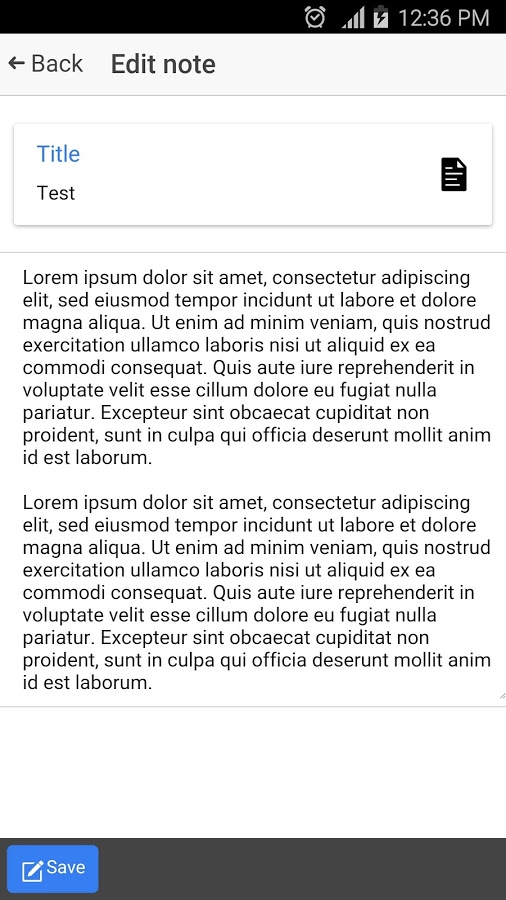 12:36 PM
Back Edit note
Title
Test
Lorem ipsum dolor sit amet, consectetur adipiscing
elit, sed eiusmod tempor incidunt ut labore et dolore
magna aliqua. Ut enim ad minim veniam, quis nostrud
exercitation ullamco laboris nisi ut aliquid ex ea
commodi consequat. Quis aute iure reprehenderit in
voluptate velit esse cillum dolore eu fugiat nulla
pariatur. Excepteur sint obcaecat cupiditat non
proident, sunt in culpa qui officia deserunt mollit anim
id est laborum.
Lorem ipsum dolor sit amet, consectetur adipiscing
elit, sed eiusmod tempor incidunt ut labore et dolore
magna aliqua. Ut enim ad minim veniam, quis nostrud
exercitation ullamco laboris nisi ut aliquid ex ea
commodi consequat. Quis aute iure reprehenderit in
voluptate velit esse cillum dolore eu fugiat nulla
pariatur. Excepteur sint obcaecat cupiditat non
proident, sunt in culpa qui officia deserunt mollit anim
id est laborum.
Save